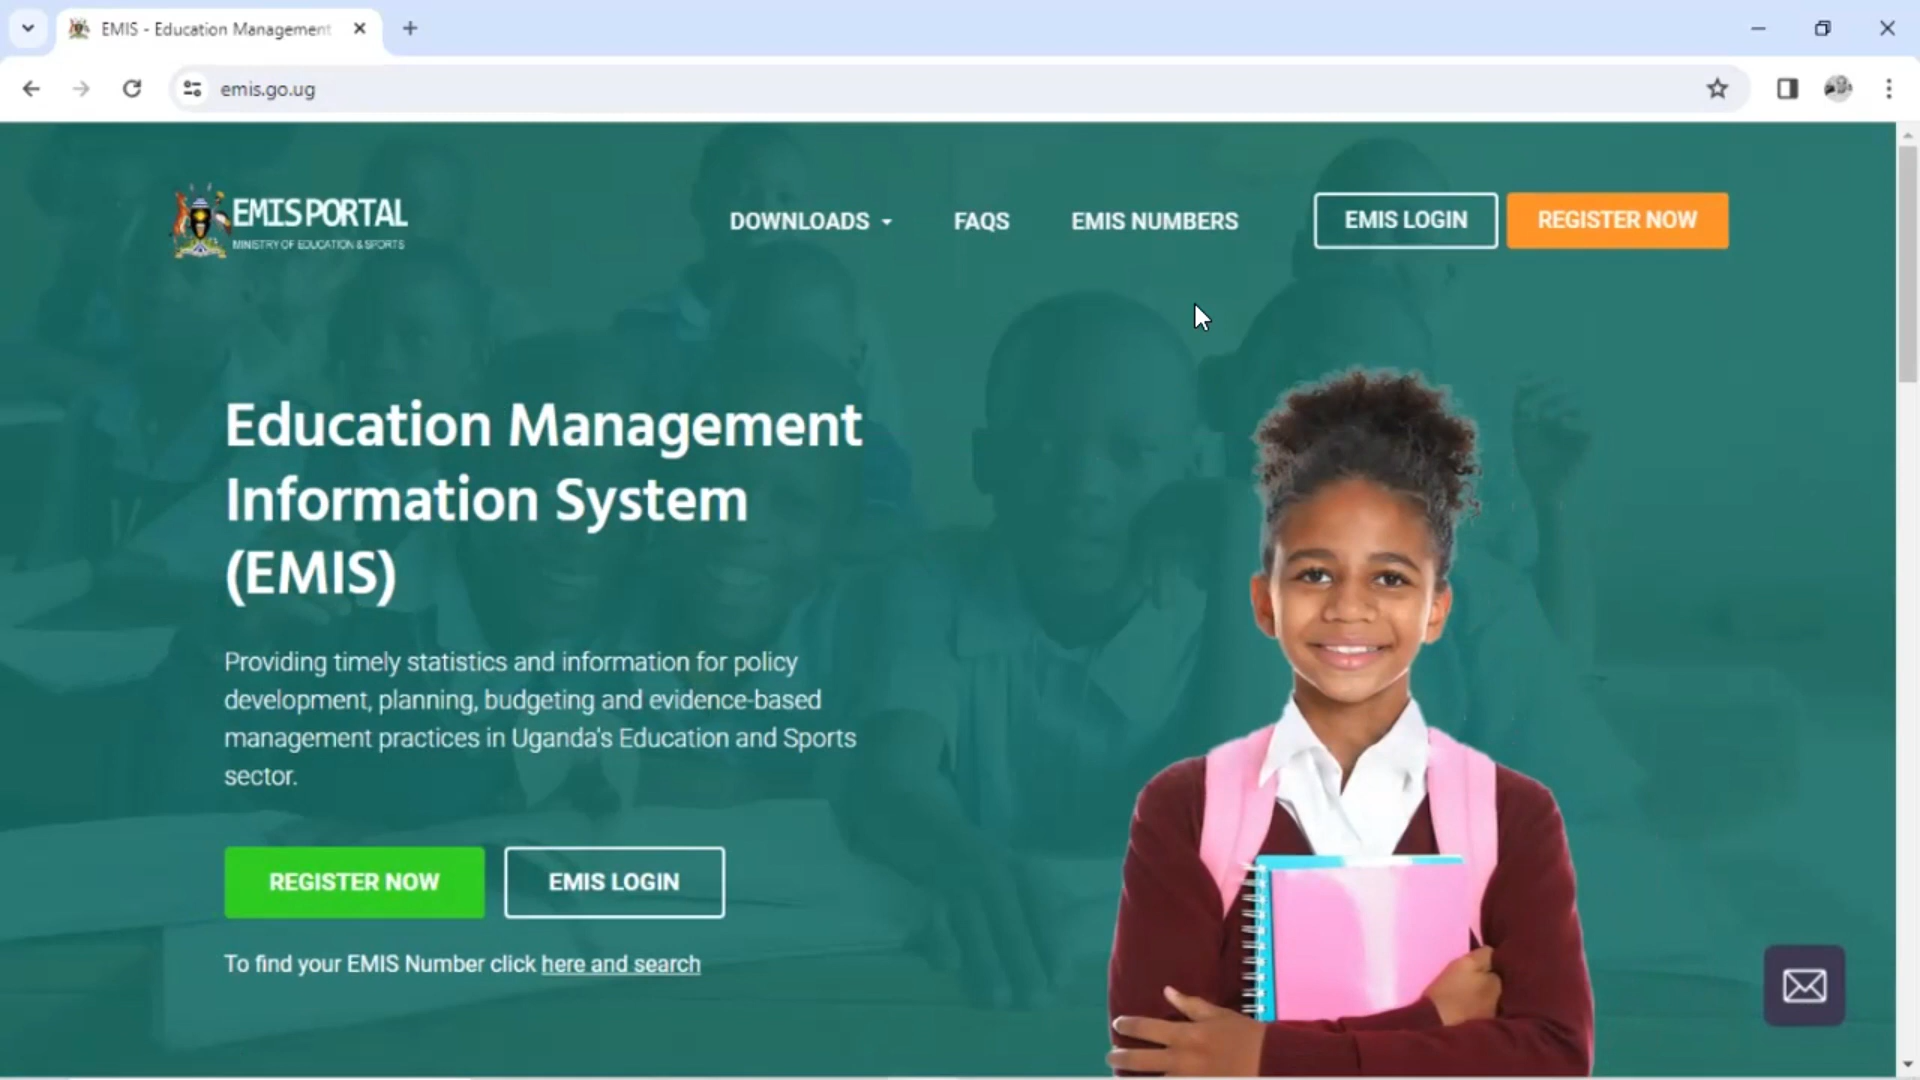 EMIS - Education Management
emis.go.ug
EMIS PORTAL
MINISTRY OF EDUCATION & SPORTS
DOWNLOADS
FAQS
EMIS NUMBERS
EMIS LOGIN
REGISTER NOW
Education Management
Information System
(EMIS)
Providing timely statistics and information for policy
development, planning, budgeting and evidence-based
management practices in Uganda's Education and Sports
sector.
REGISTER NOW
EMIS LOGIN
To find your EMIS Number click here and search